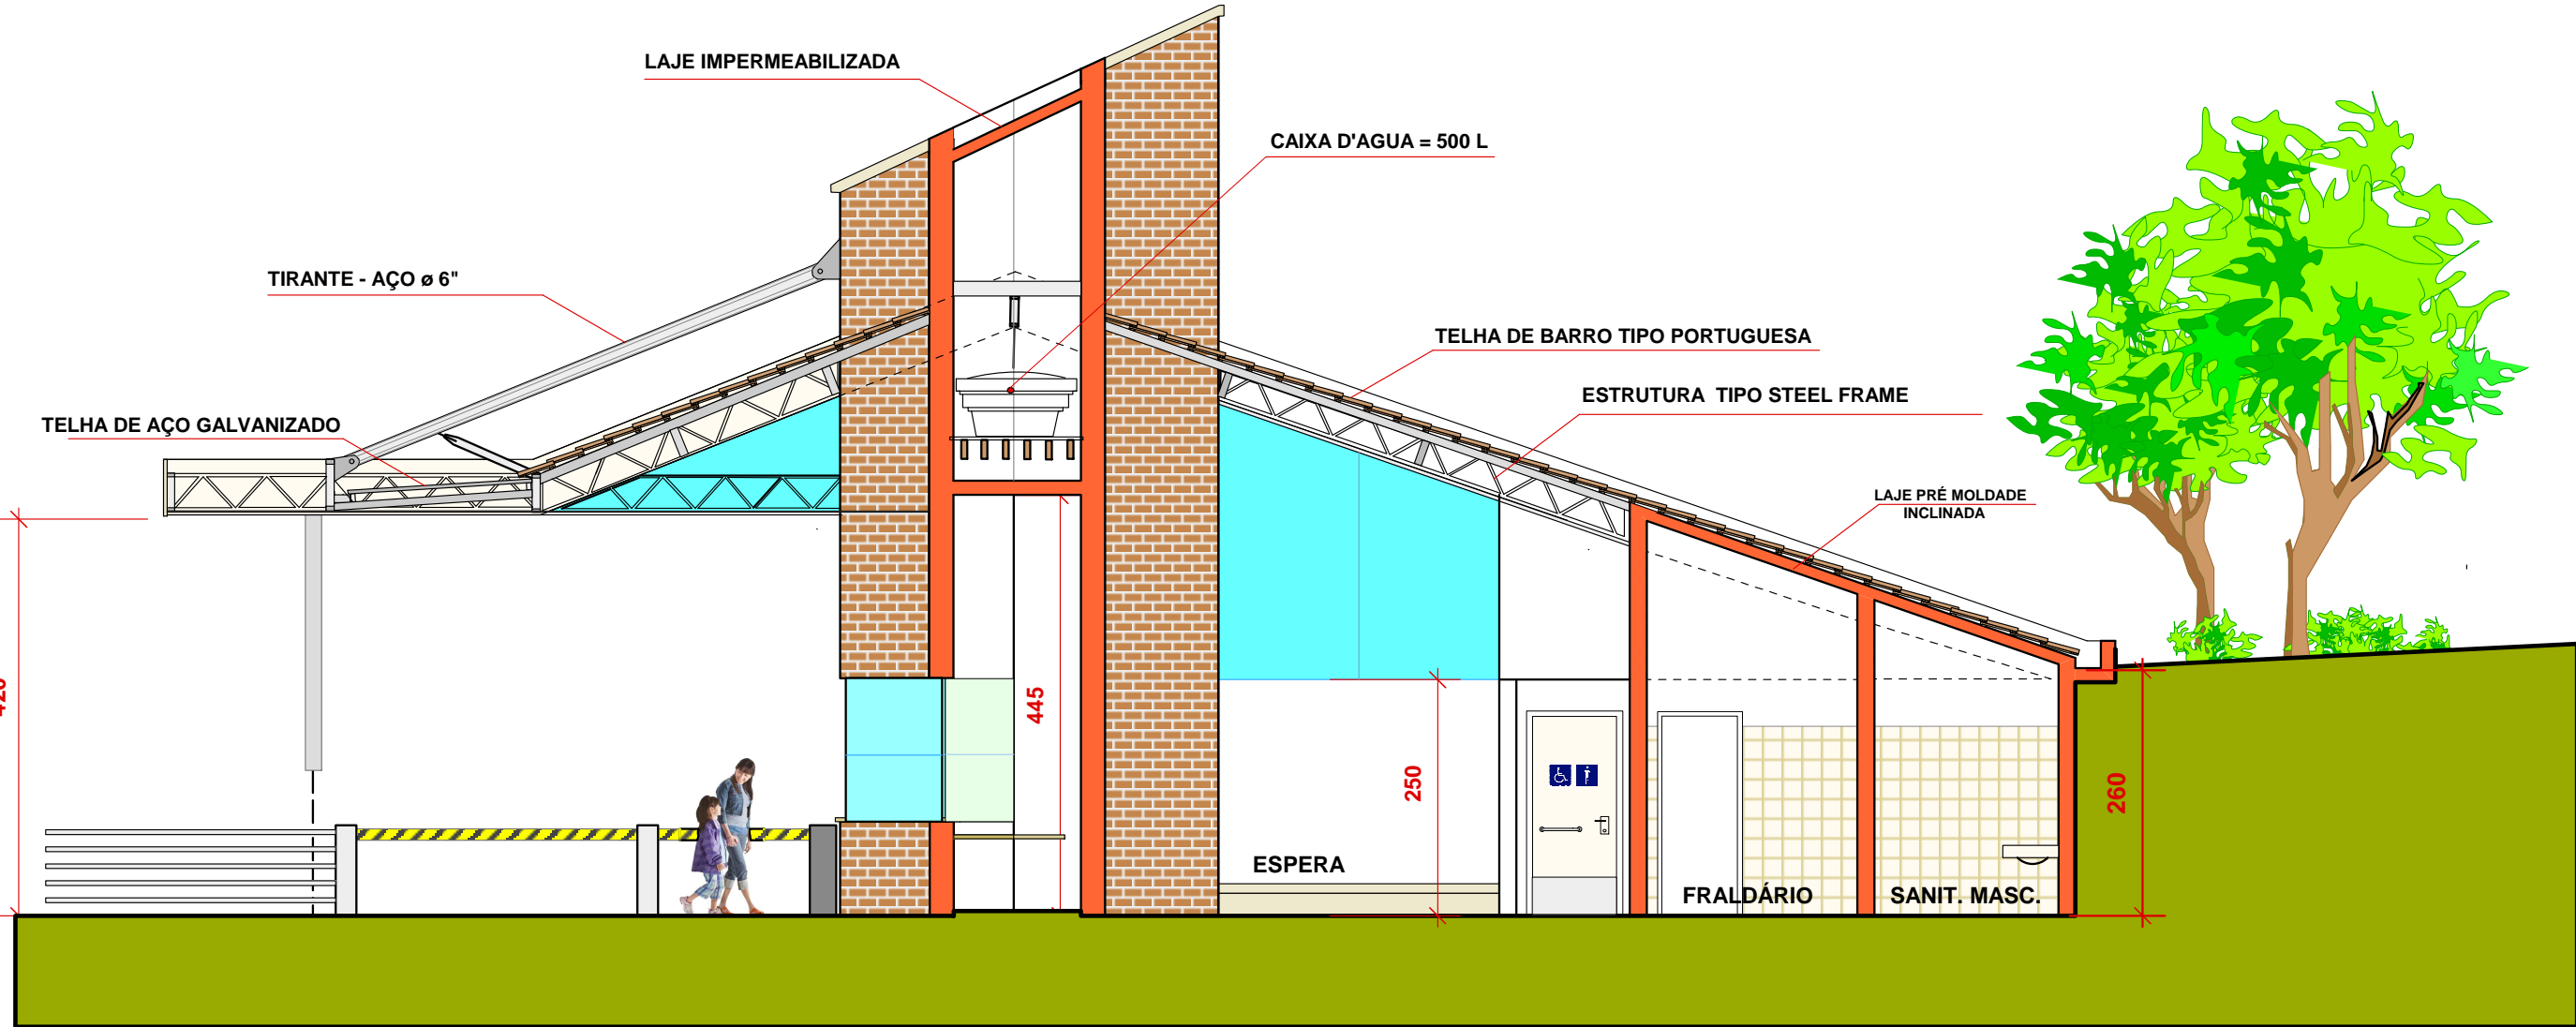 LAJE IMPERMEABILIZADA
CAIXA D'AGUA = 500 L
TIRANTE - AÇO ø 6"
TELHA DE BARRO TIPO PORTUGUESA
ESTRUTURA TIPO STEEL FRAME
TELHA DE AÇO GALVANIZADO
LAJE PRÉ MOLDADE
INCLINADA
445
250
260
ESPERA
FRALDÁRIO
SANIT. MASC.